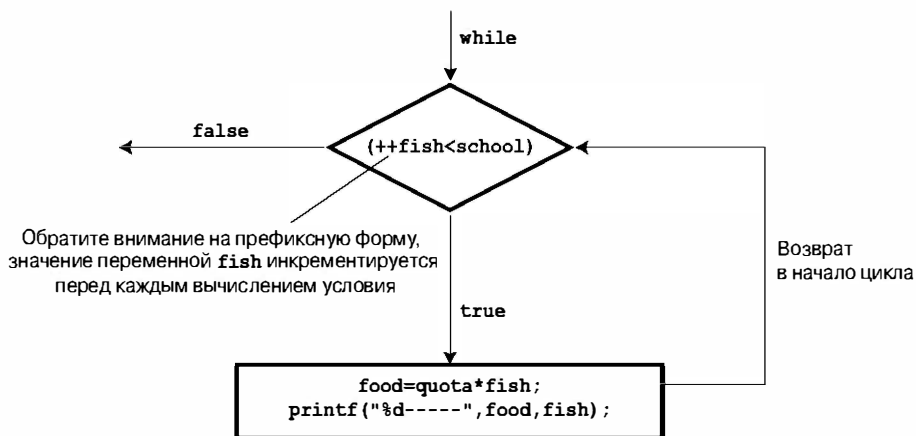 while
false
(++fish<school)
Обратите внимание на префиксную форму,
значение переменной fish инкрементируется
перед каждым вычислением условия
Возврат
в начало цикла
true
food=quota*fish;
printf("%d-----",food,fish);